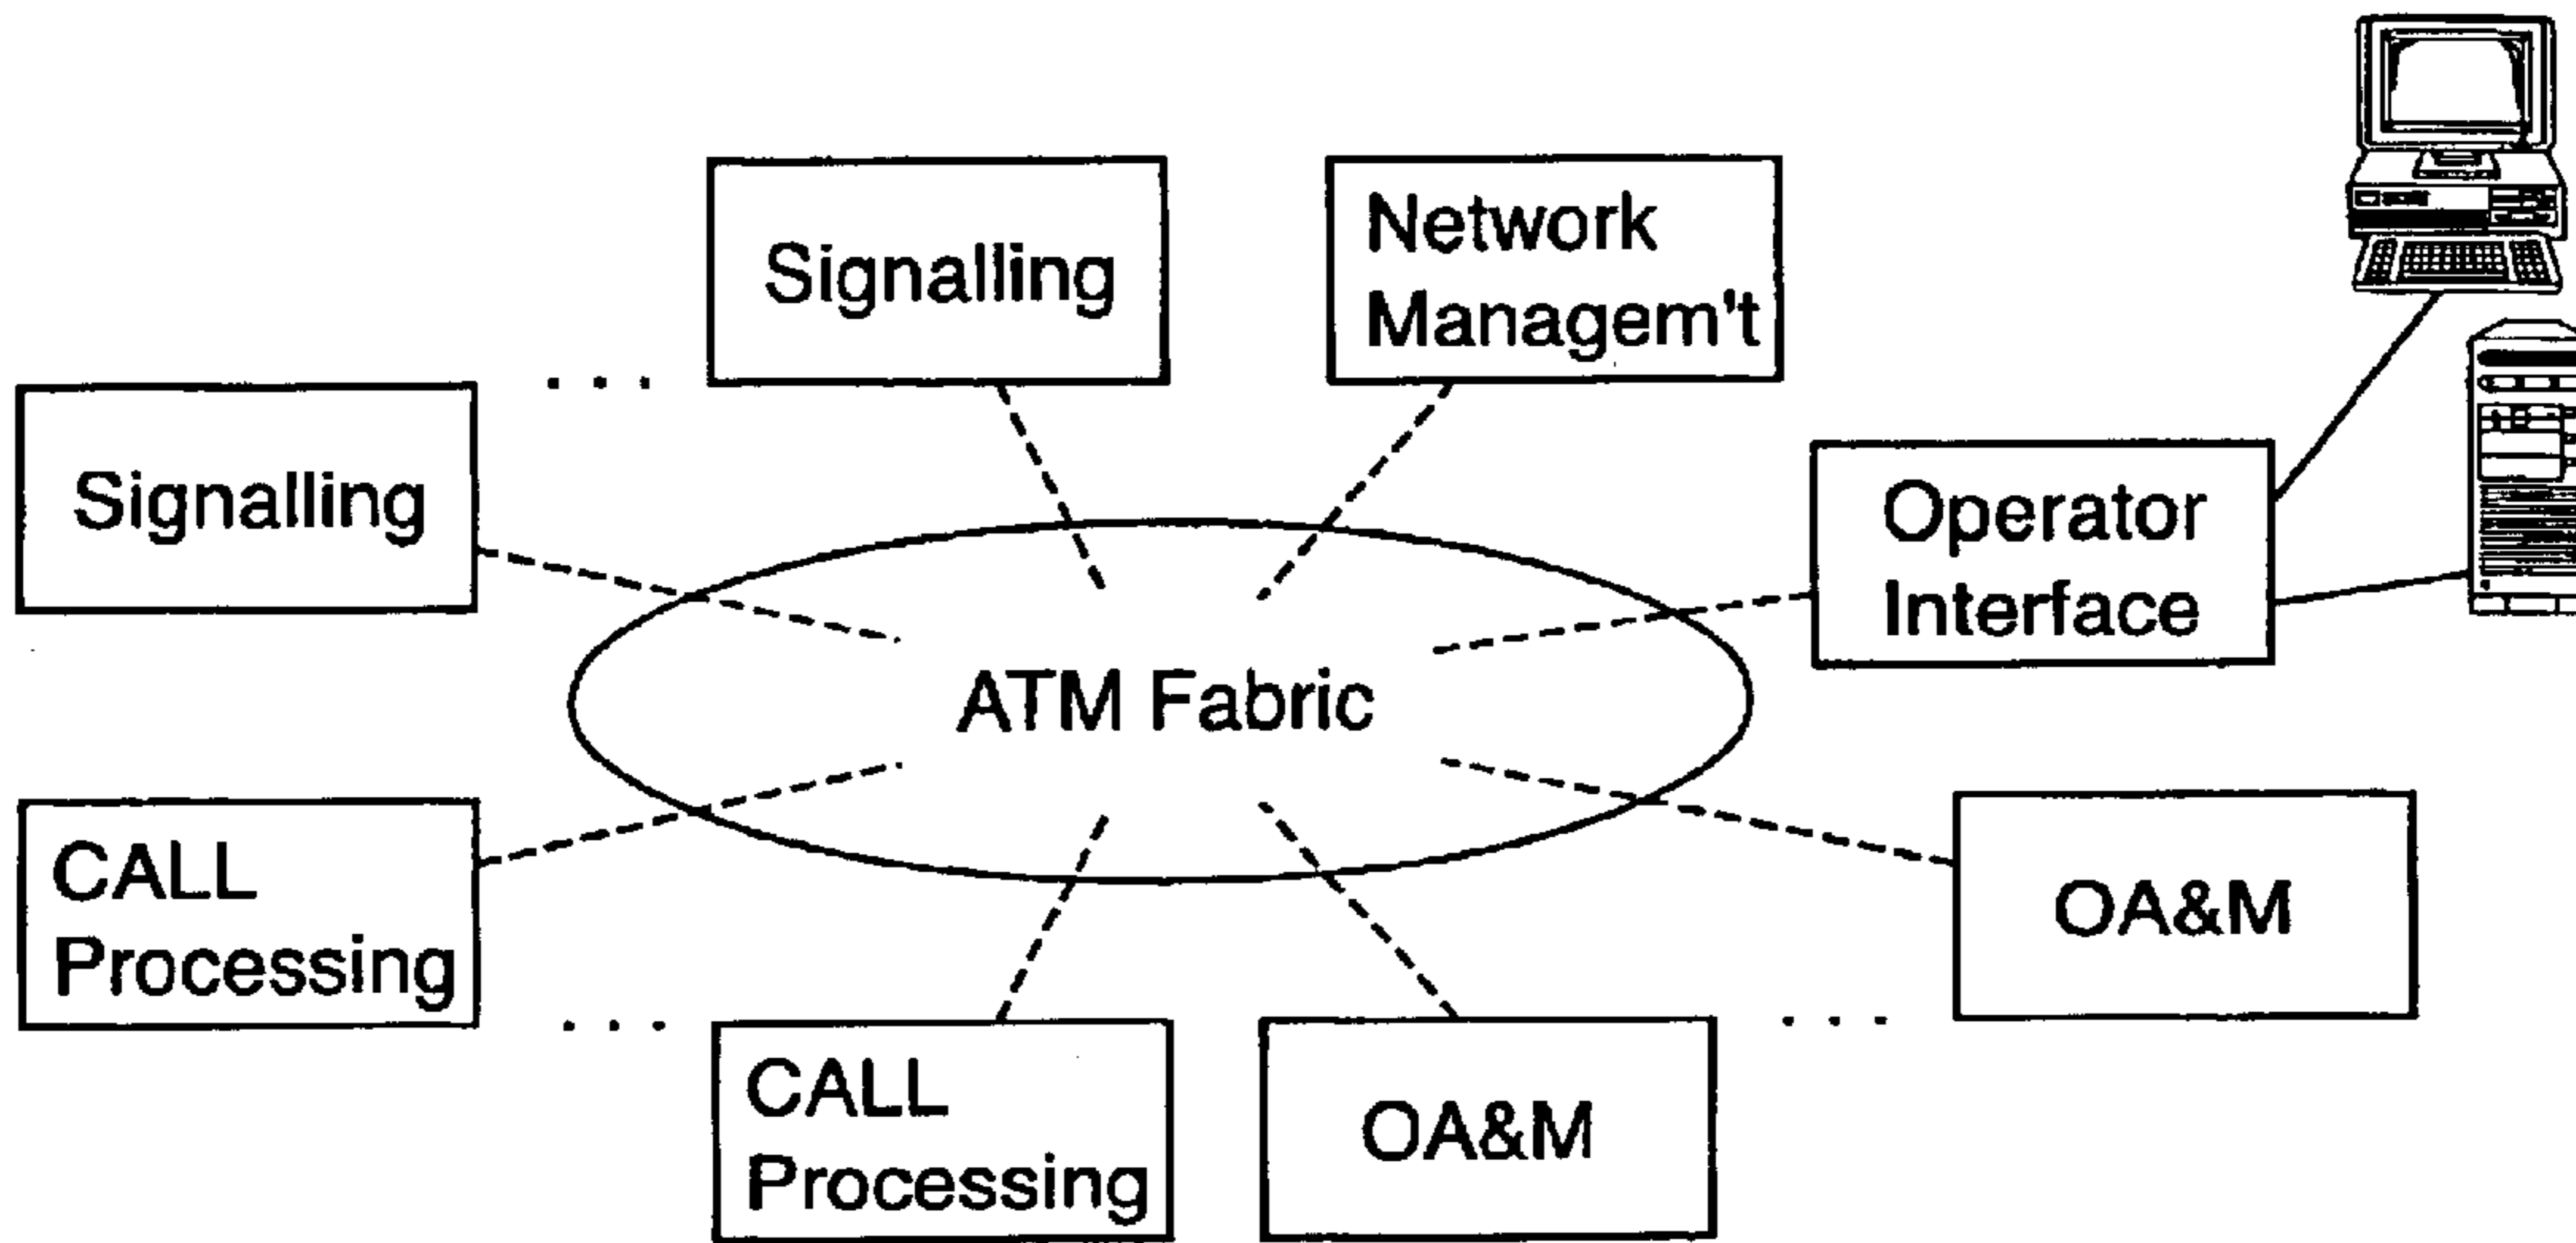 Signalling
Network
Managem't
Signalling
. . .
Operator
Interface
ATM Fabric
CALL
Processing
OA&M
. . .
. . .
CALL
Processing
OA&M